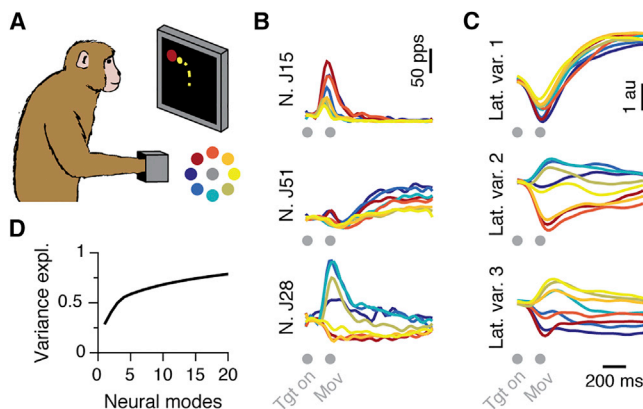 A
B
N. J15
50 pps
N. J51
N. J28
Tgt on
Mov
C
Lat. var. 1
1 au
Lat. var. 2
Lat. var. 3
Tgt on
Mov
200 ms
D
Variance expl.
1
0.5
0
0
5
10
15
20
Neural modes